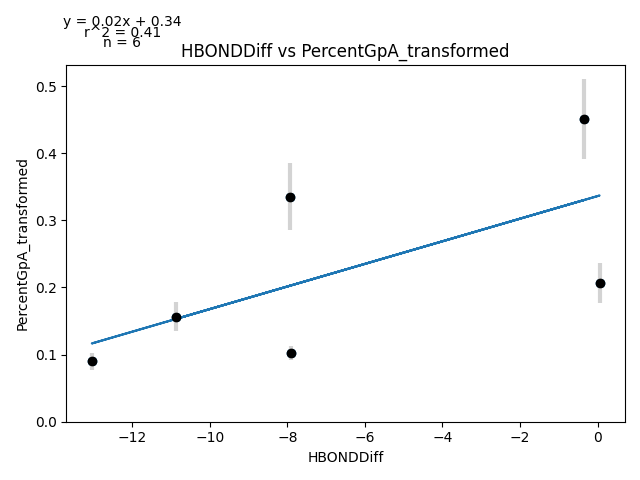 y = 0.02x + 0.34
r^2 = 0.41
n = 6
HBONDDiff vs PercentGpA_transformed
PercentGpA_transformed
0.5
0.4
0.3
0.2
0.1
0.0
−12
−10
−8
−6
−4
−2
0
HBONDDiff